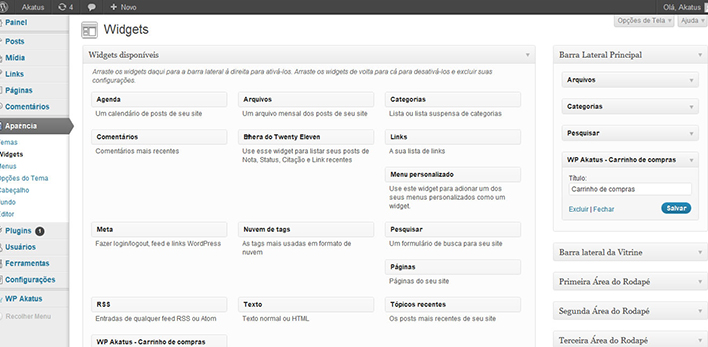 Akatus 4 Novo Olá, Akatus
Opções de Tela Ajuda
Painel
Posts
Mídia
Links
Páginas
Comentários
Aparência
Temas
Widgets
Menus
Opções do Tema
Cabeçalho
Fundo
Editor
Plugins 1
Usuários
Ferramentas
Configurações
WP Akatus
Recolher Menu
Widgets
Widgets disponíveis
Arraste os widgets daqui para a barra lateral à direita para ativá-los. Arraste os widgets de volta para cá para desativá-los e excluir suas
configurações.
Agenda
Um calendário de posts de seu site
Arquivos
Um arquivo mensal dos posts de seu site
Categorias
Lista ou lista suspensa de categorias
Comentários
Comentários mais recentes
Efêmera do Twenty Eleven
Use esse widget para listar seus posts de
Nota, Status, Citação e Link recentes
Links
A sua lista de links
Menu personalizado
Use este widget para adionar um dos
seus menus personalizados como um
widget.
Meta
Fazer login/logout, feed e links WordPress
Nuvem de tags
As tags mais usadas em formato de
nuvem
Pesquisar
Um formulário de busca para seu site
Páginas
Páginas do seu site
RSS
Entradas de qualquer feed RSS ou Atom
Texto
Texto normal ou HTML
Tópicos recentes
Os posts mais recentes de seu site
WP Akatus - Carrinho de compras
Barra Lateral Principal
Arquivos
Categorias
Pesquisar
WP Akatus - Carrinho de compras
Título:
Carrinho de compras
Excluir | Fechar Salvar
Barra lateral da Vitrine
Primeira Área do Rodapé
Segunda Área do Rodapé
Terceira Área do Rodapé